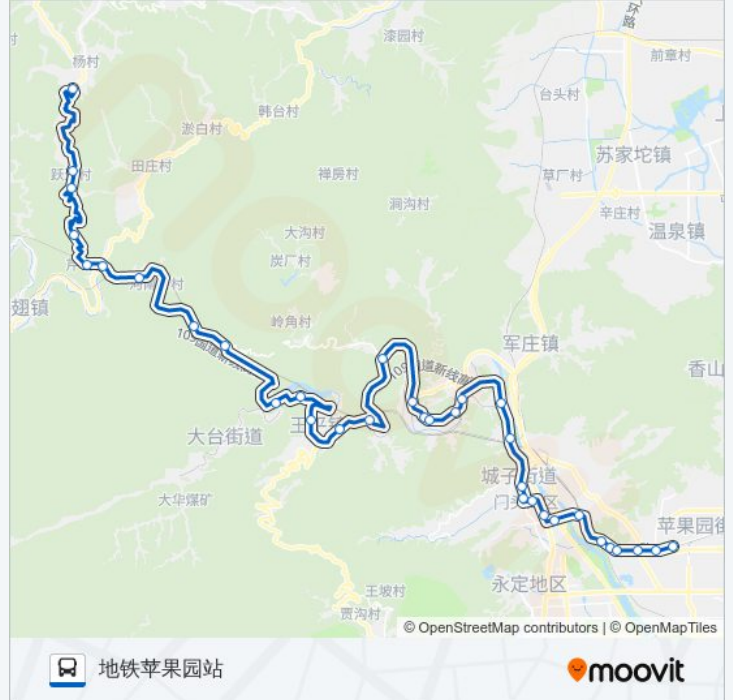 漆园村
环
路
前章村
杨村
台头村
韩台村
淤白村
苏家坨镇
田庄村
禅房村
草厂村
涧沟村
辛庄村
大沟村
温泉镇
炭厂村
翅镇
岭角村
军庄镇
香山
大台街道
城子街道
大华煤矿
苹果园街
永定地区
王坡村
贾沟村
© OpenStreetMap contributors | © OpenMapTiles
地铁苹果园站
moovit